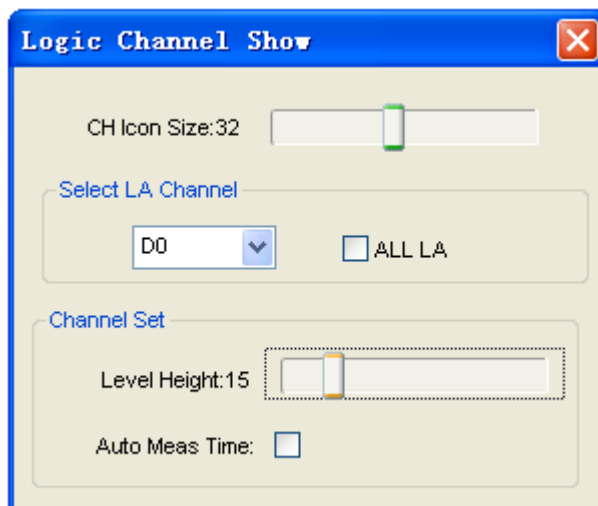 Logic Channel Show
CH Icon Size:32
Select LA Channel
D0
ALL LA
Channel Set
Level Height:15
Auto Meas Time: